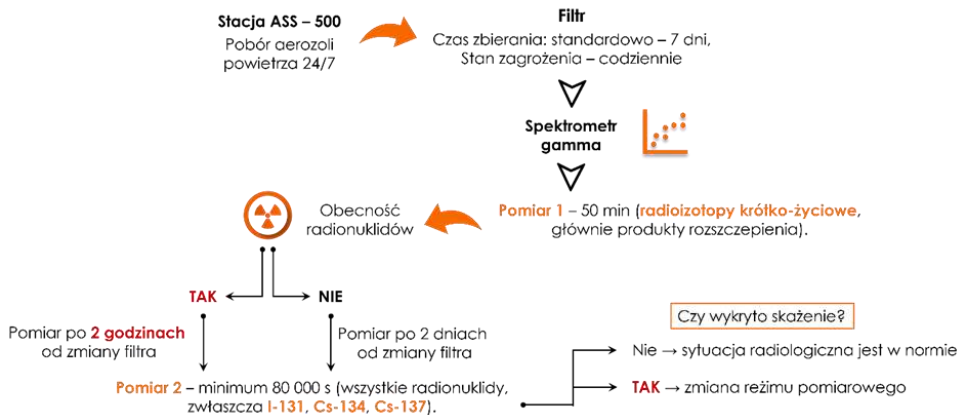 Stacja ASS – 500
Pobór aerozoli
powietrza 24/7
Filtr
Czas zbierania: standardowo – 7 dni,
Stan zagrożenia – codziennie
Spektrometr
gamma
Pomiar 1 – 50 min (radioizotopy krótko-życiowe,
głównie produkty rozszczepienia).
Obecność
radionuklidów
TAK
NIE
Pomiar po 2 godzinach
od zmiany filtra
Pomiar po 2 dniach
od zmiany filtra
Pomiar 2 – minimum 80 000 s (wszystkie radionuklidy,
zwłaszcza I-131, Cs-134, Cs-137).
Czy wykryto skażenie?
Nie → sytuacja radiologiczna jest w normie
TAK → zmiana reżimu pomiarowego